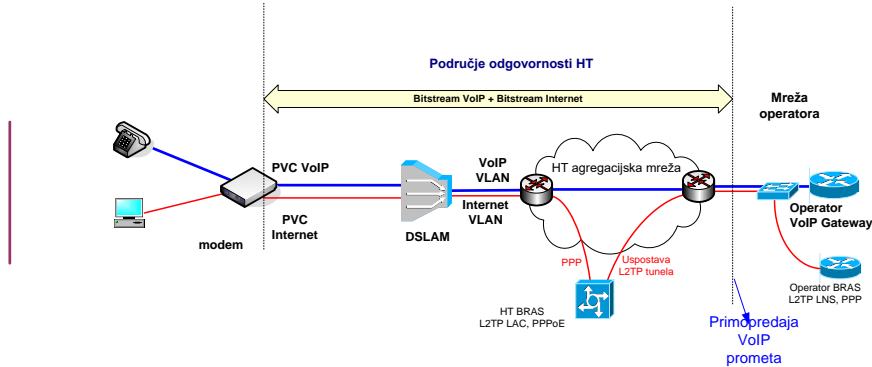 Područje odgovornosti HT
Bitstream VoIP + Bitstream Internet
Mreža
operatora
PVC VoIP
PVC
Internet
modem
DSLAM
VoIP
VLAN
Internet
VLAN
HT agregacijska mreža
PPP
Uspostava
L2TP tunela
HT BRAS
L2TP LAC, PPPoE
Operator
VoIP Gateway
Operator BRAS
L2TP LNS, PPP
Primopredaja
VoIP
prometa